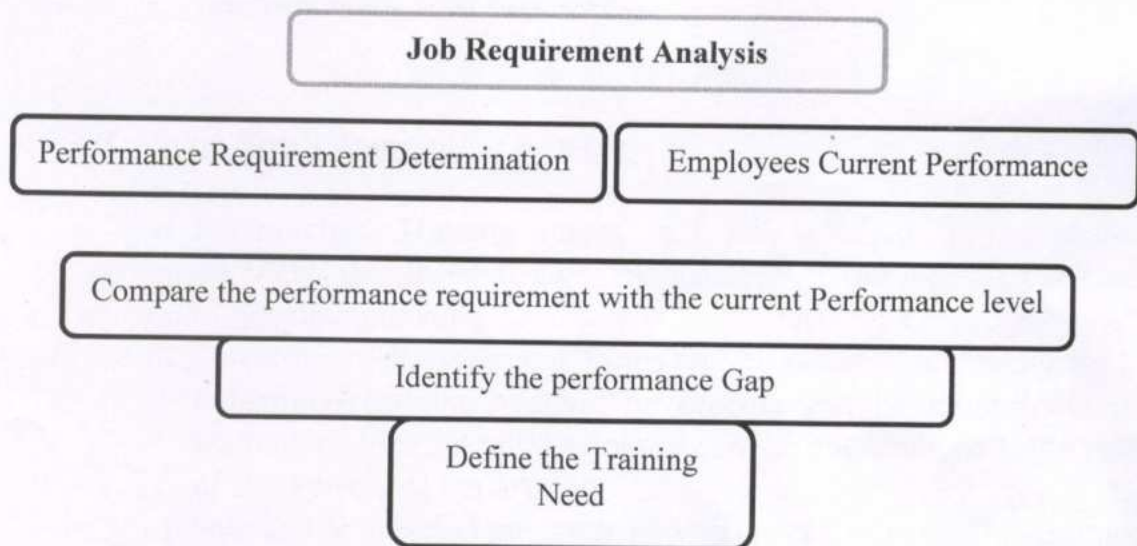 Job Requirement Analysis
Performance Requirement Determination
Employees Current Performance
Compare the performance requirement with the current Performance level
Identify the performance Gap
Define the Training
Need